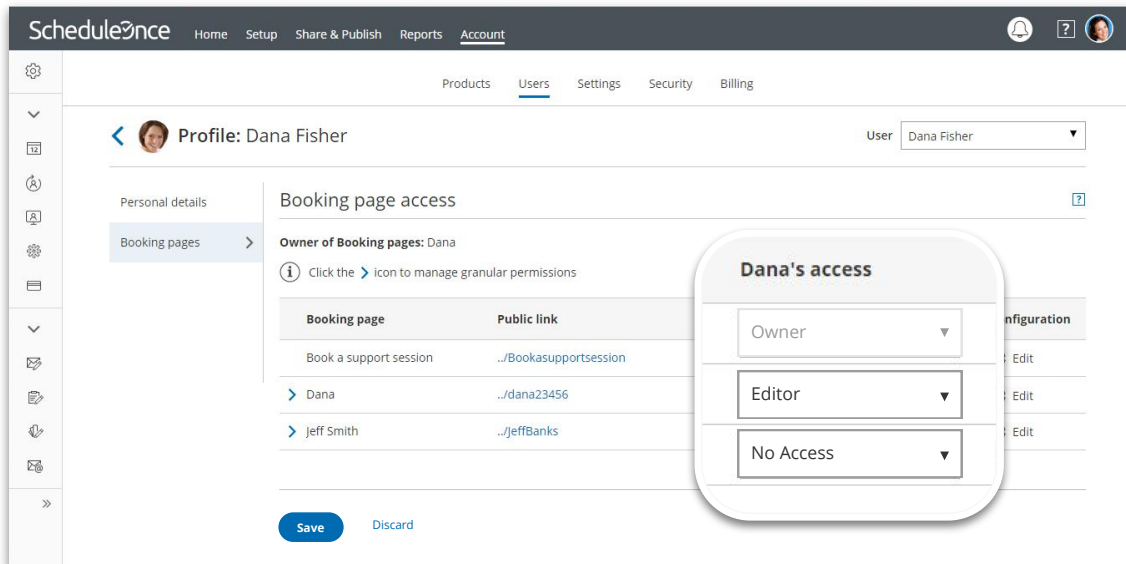 ScheduleOnce Home Setup Share & Publish Reports Account ?
Products Users Settings Security Billing
12
Profile: Dana Fisher User Dana Fisher
Personal details
Booking pages
Booking page access ?
Owner of Booking pages: Dana
i Click the > icon to manage granular permissions
Booking page Public link Dana's access nfiguration
Book a support session ../Bookasupportsession Owner Edit
Dana ../dana23456 Editor Edit
Jeff Smith ../JeffBanks No Access Edit
Save Discard